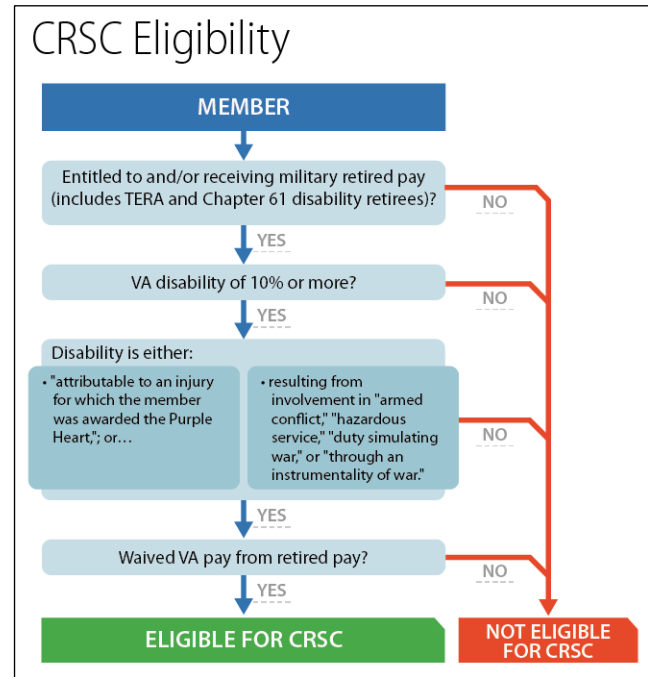 CRSC Eligibility
MEMBER
Entitled to and/or receiving military retired pay
(includes TERA and Chapter 61 disability retirees)?
NO
YES
VA disability of 10% or more?
NO
YES
Disability is either:
• "attributable to an injury
for which the member
was awarded the Purple
Heart,"; or…
• resulting from
involvement in "armed
conflict," "hazardous
service," "duty simulating
war," or "through an
instrumentality of war."
NO
YES
Waived VA pay from retired pay?
NO
YES
ELIGIBLE FOR CRSC
NOT ELIGIBLE
FOR CRSC